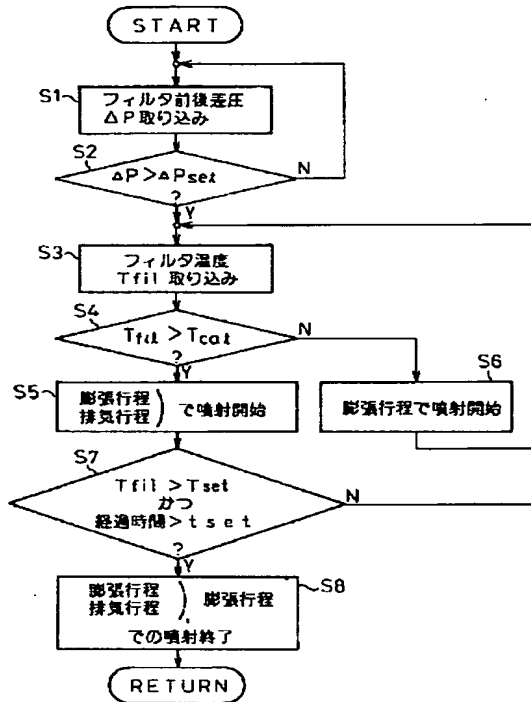 START
S1
フィルタ前後差圧
ΔP取り込み
S2
ΔP>ΔPset
?
N
Y
S3
フィルタ温度
Tfil 取り込み
S4
Tfil>Tcat
?
N
Y
S5
膨張行程
排気行程 ) で噴射開始
S6
膨張行程で噴射開始
S7
Tfil>Tset
かつ
経過時間>tset
?
N
Y
S8
膨張行程
排気行程 ) 膨張行程
での噴射終了
RETURN